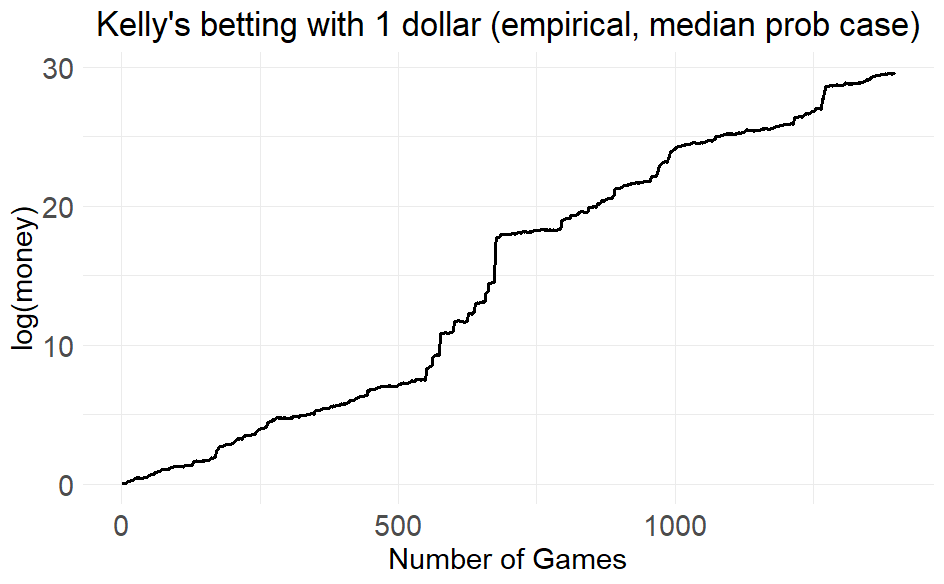 Kelly's betting with 1 dollar (empirical, median prob case)
log(money)
30
20
10
0
0 500 1000
Number of Games